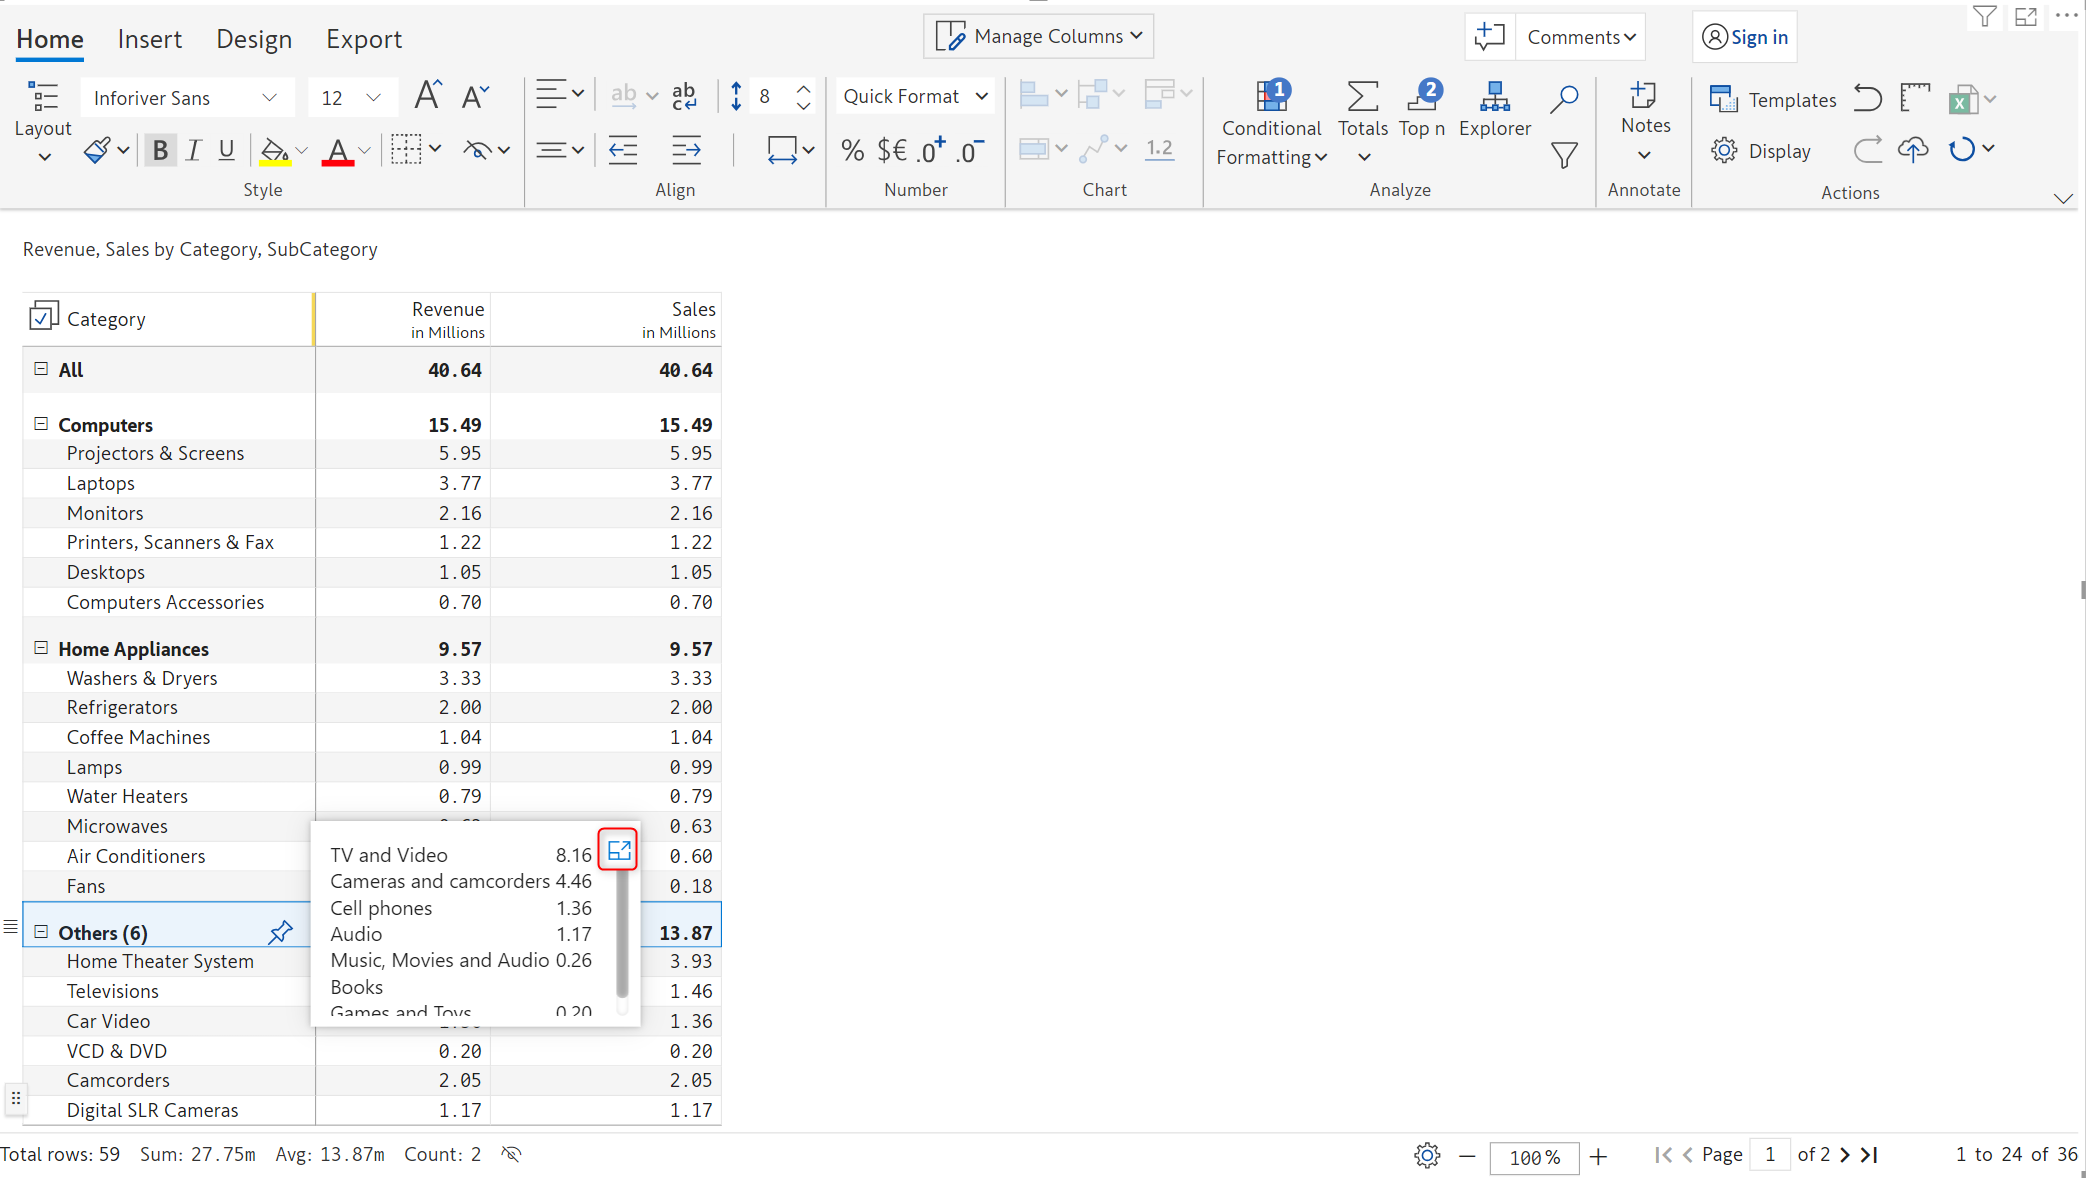 Home Insert Design Export Manage Columns Comments Sign in
Inforiver Sans 12 8 Quick Format 1 2 Templates
Layout Conditional Formatting Totals Top n Explorer Notes
B I U A ab ab c % $€ .0+ .0- 1.2 Display
Style Align Number Chart Analyze Annotate Actions
Revenue, Sales by Category, SubCategory
Category Revenue in Millions Sales in Millions
All 40.64 40.64
Computers 15.49 15.49
Projectors & Screens 5.95 5.95
Laptops 3.77 3.77
Monitors 2.16 2.16
Printers, Scanners & Fax 1.22 1.22
Desktops 1.05 1.05
Computers Accessories 0.70 0.70
Home Appliances 9.57 9.57
Washers & Dryers 3.33 3.33
Refrigerators 2.00 2.00
Coffee Machines 1.04 1.04
Lamps 0.99 0.99
Water Heaters 0.79 0.79
Microwaves 0.63
Air Conditioners 0.60
Fans 0.18
Others (6) 13.87
Home Theater System 3.93
Televisions 1.46
Car Video 1.36
VCD & DVD 0.20 0.20
Camcorders 2.05 2.05
Digital SLR Cameras 1.17 1.17
TV and Video 8.16
Cameras and camcorders 4.46
Cell phones 1.36
Audio 1.17
Music, Movies and Audio 0.26
Books
Games and Toys 0.20
Total rows: 59 Sum: 27.75m Avg: 13.87m Count: 2 100% Page 1 of 2 1 to 24 of 36